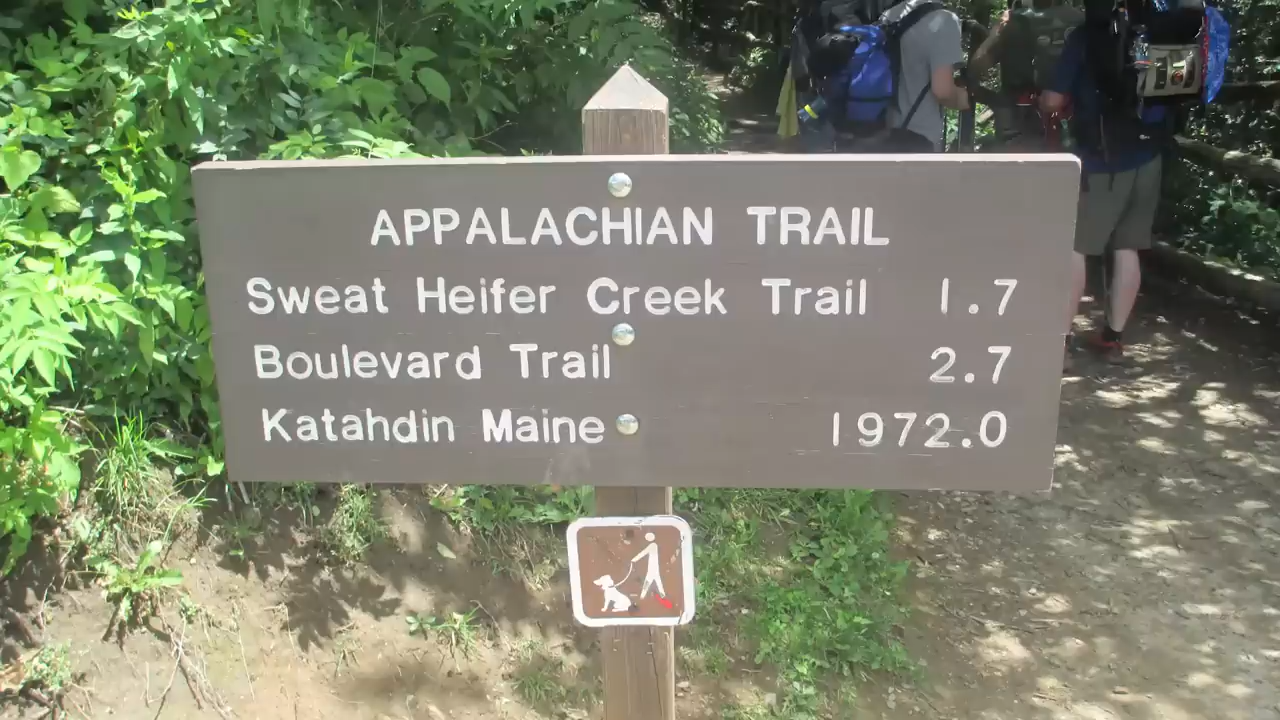 APPALACHIAN TRAIL
Sweat Heifer Creek Trail 1.7
Boulevard Trail 2.7
Katahdin Maine 1972.0